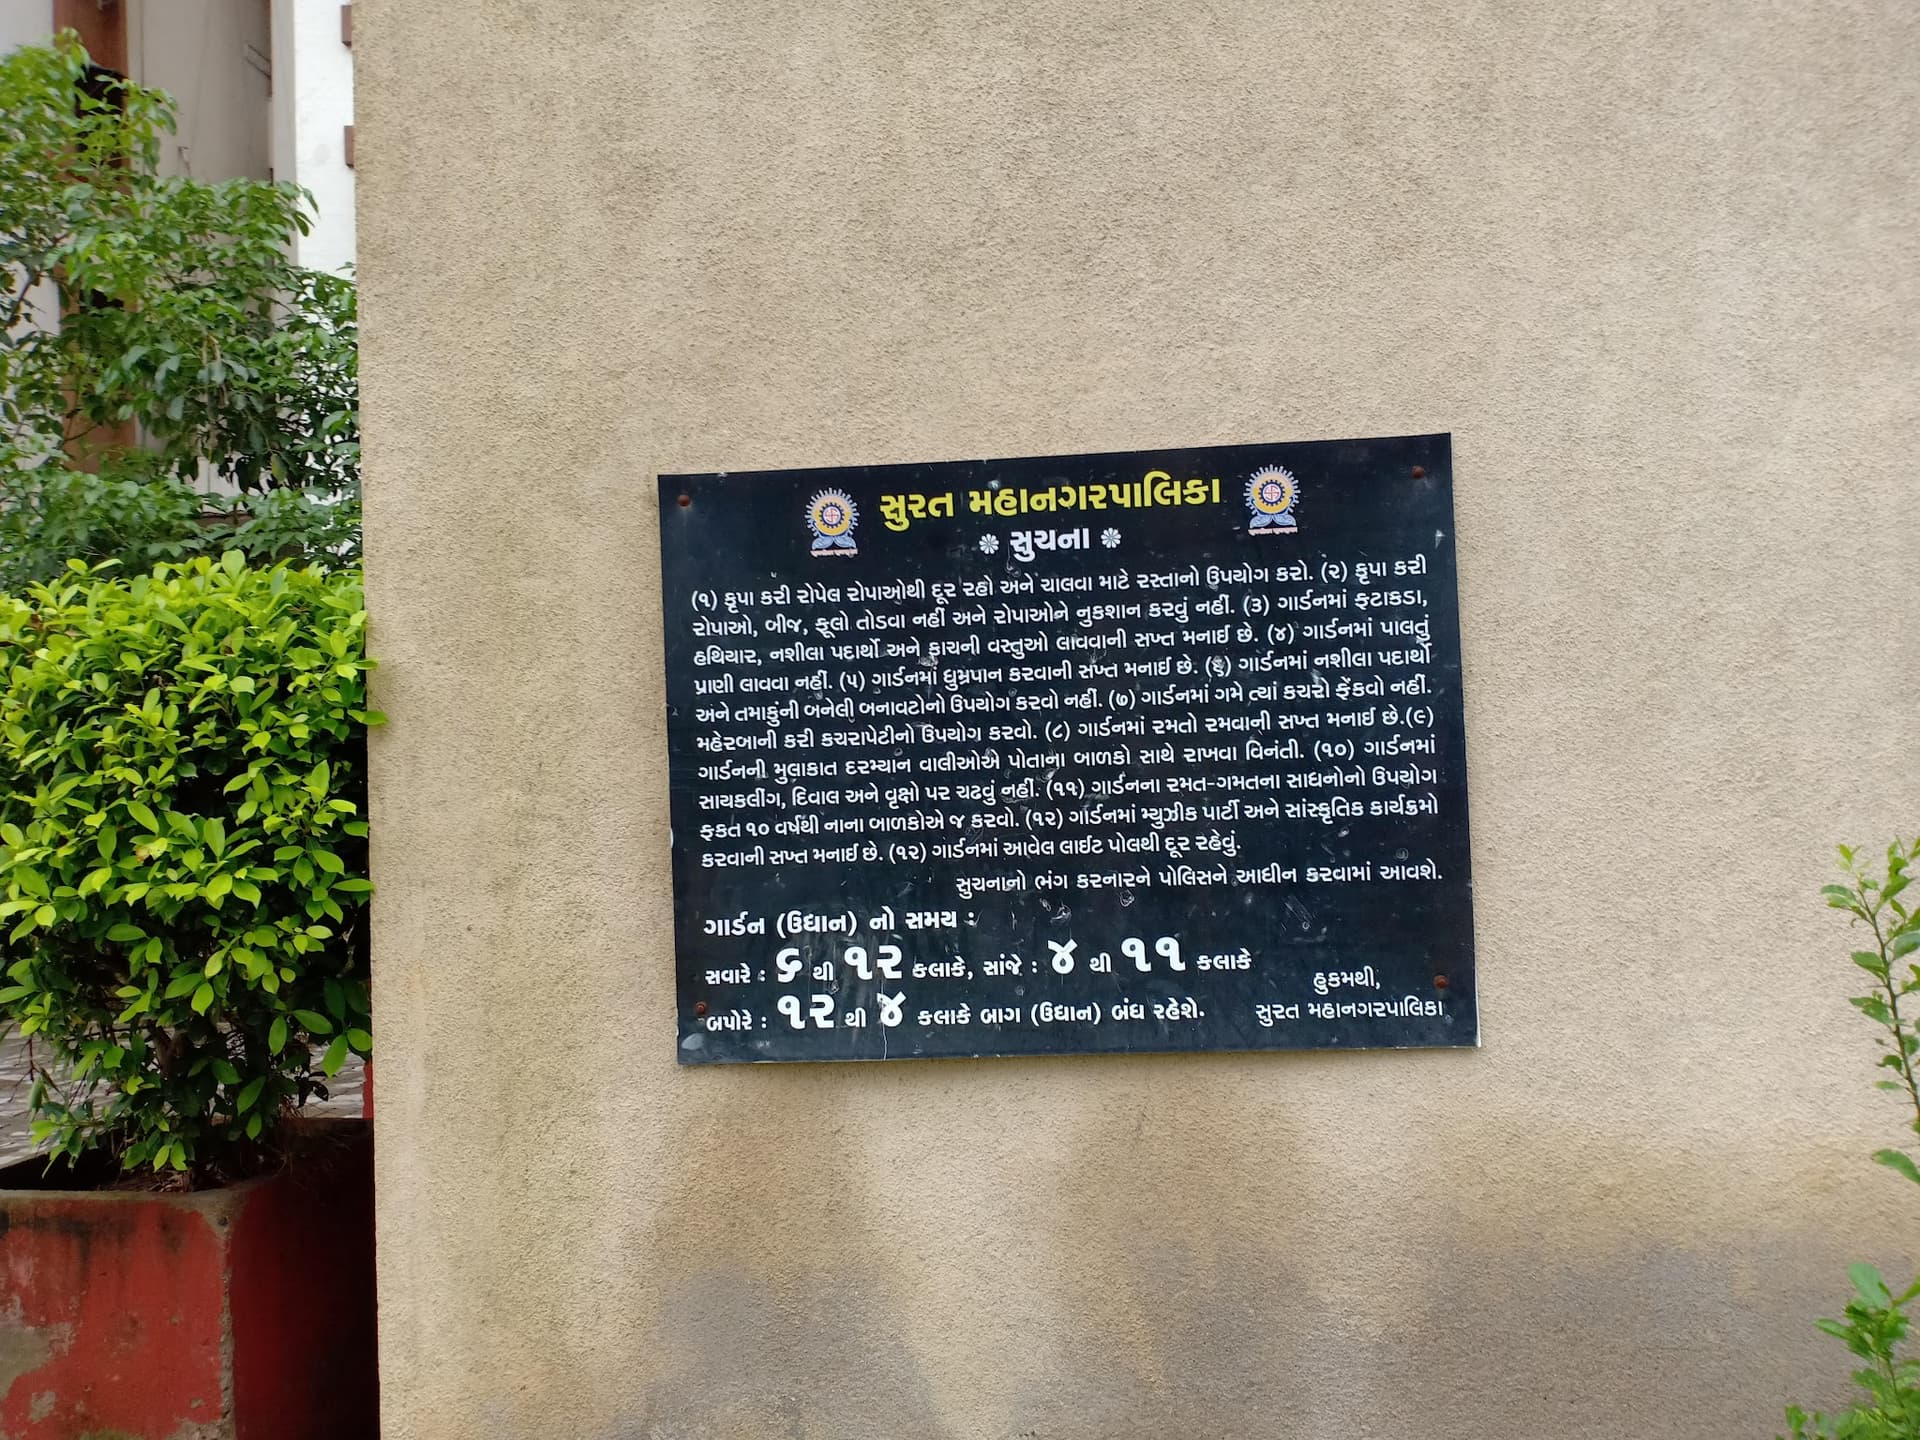 સુરત મહાનગરપાલિકા
સુચના
(૧) કૃપા કરી રોપેલ રોપાઓથી દૂર રહો અને ચાલવા માટે રસ્તાનો ઉપયોગ કરો. (૨) કૃપા કરી
રોપાઓ, બીજ, ફૂલો તોડવા નહીં અને રોપાઓને નુકશાન કરવું નહીં. (૩) ગાર્ડનમાં ફટાકડા,
હથિયાર, નશીલા પદાર્થો અને કાચની વસ્તુઓ લાવવાની સખ્ત મનાઈ છે. (૪) ગાર્ડનમાં પાલતું
પ્રાણી લાવવા નહીં. (૫) ગાર્ડનમાં ધુમ્રપાન કરવાની સખ્ત મનાઈ છે. (૬) ગાર્ડનમાં નશીલા પદાર્થો
અને તમાકુંની બનેલી બનાવટોનો ઉપયોગ કરવો નહીં. (૭) ગાર્ડનમાં ગમે ત્યાં કચરો ફેંકવો નહીં.
મહેરબાની કરી કચરાપેટીનો ઉપયોગ કરવો. (૮) ગાર્ડનમાં રમતો રમવાની સખ્ત મનાઈ છે.(૯)
ગાર્ડનની મુલાકાત દરમ્યાન વાલીઓએ પોતાના બાળકો સાથે રાખવા વિનંતી. (૧૦) ગાર્ડનમાં
સાયકલીંગ, દિવાલ અને વૃક્ષો પર ચઢવું નહીં. (૧૧) ગાર્ડનના રમત-ગમતના સાધનોનો ઉપયોગ
ફકત ૧૦ વર્ષથી નાના બાળકોએ જ કરવો. (૧૨) ગાર્ડનમાં મ્યુઝીક પાર્ટી અને સાંસ્કૃતિક કાર્યક્રમો
કરવાની સખ્ત મનાઈ છે. (૧૨) ગાર્ડનમાં આવેલ લાઈટ પોલથી દૂર રહેવું.
સુચનાનો ભંગ કરનારને પોલિસને આધીન કરવામાં આવશે.
ગાર્ડન (ઉધાન) નો સમય :
સવારે : ૬ થી ૧૨ કલાકે, સાંજે : ૪ થી ૧૧ કલાકે
બપોરે : ૧૨ થી ૪ કલાકે બાગ (ઉધાન) બંધ રહેશે.
હુકમથી,
સુરત મહાનગરપાલિકા